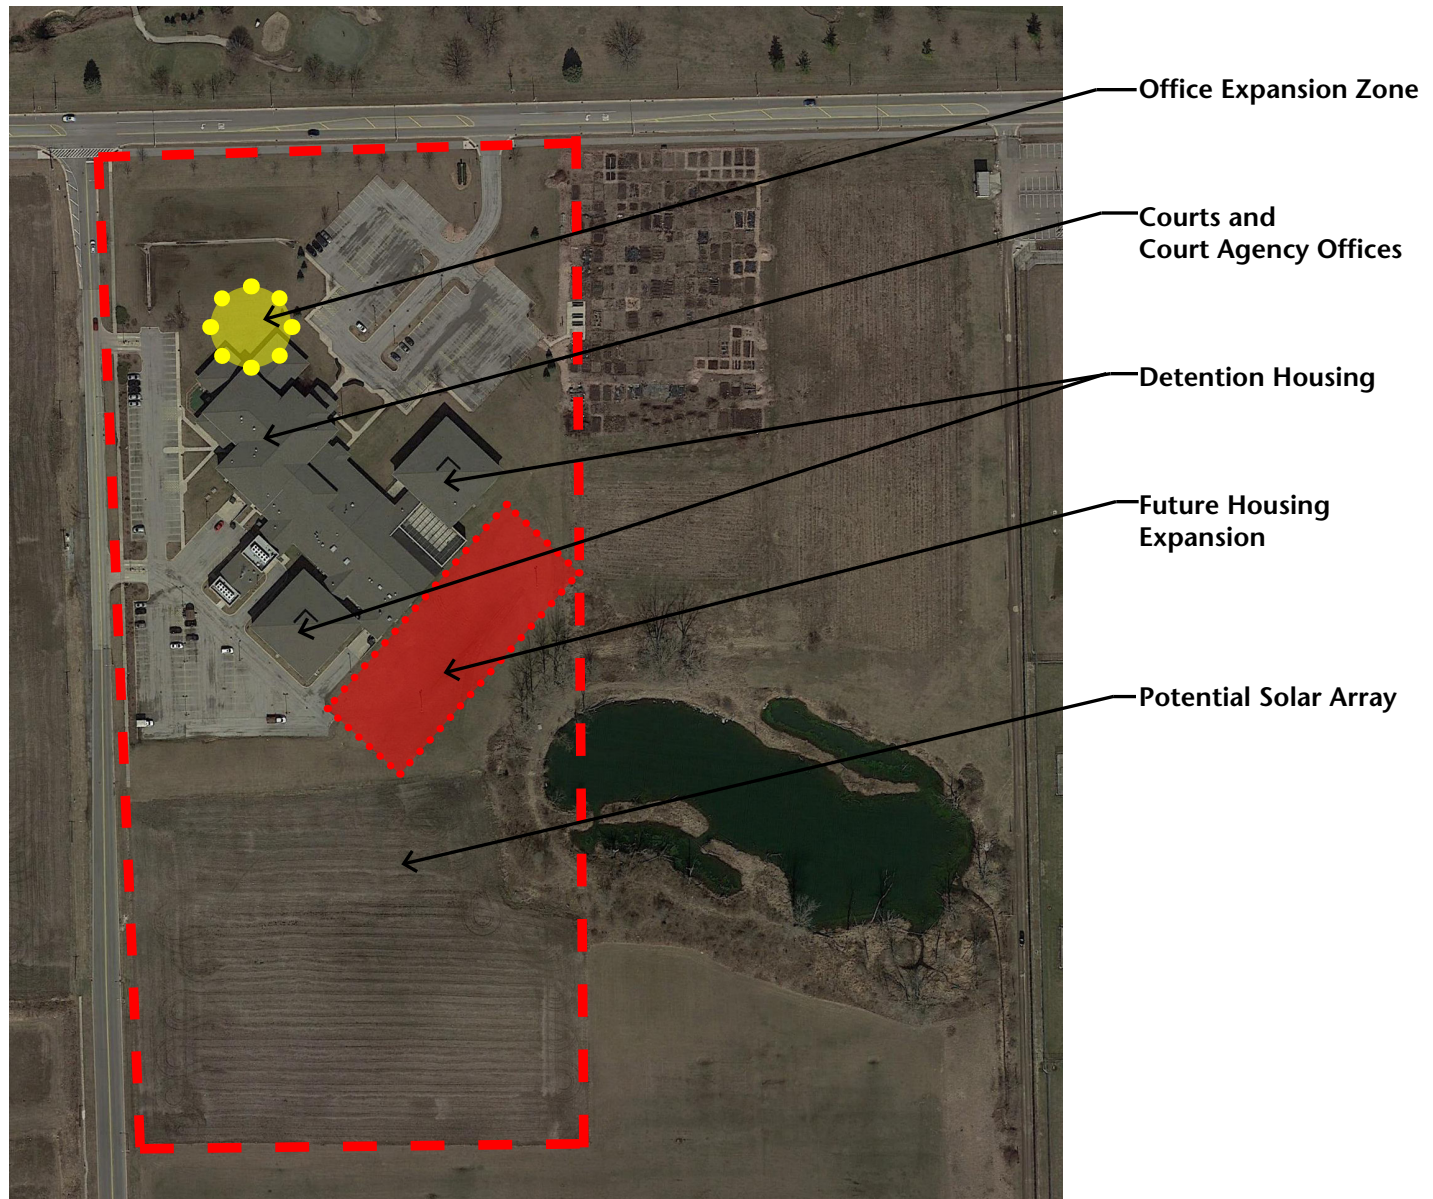 Office Expansion Zone
Courts and
Court Agency Offices
Detention Housing
Future Housing
Expansion
Potential Solar Array